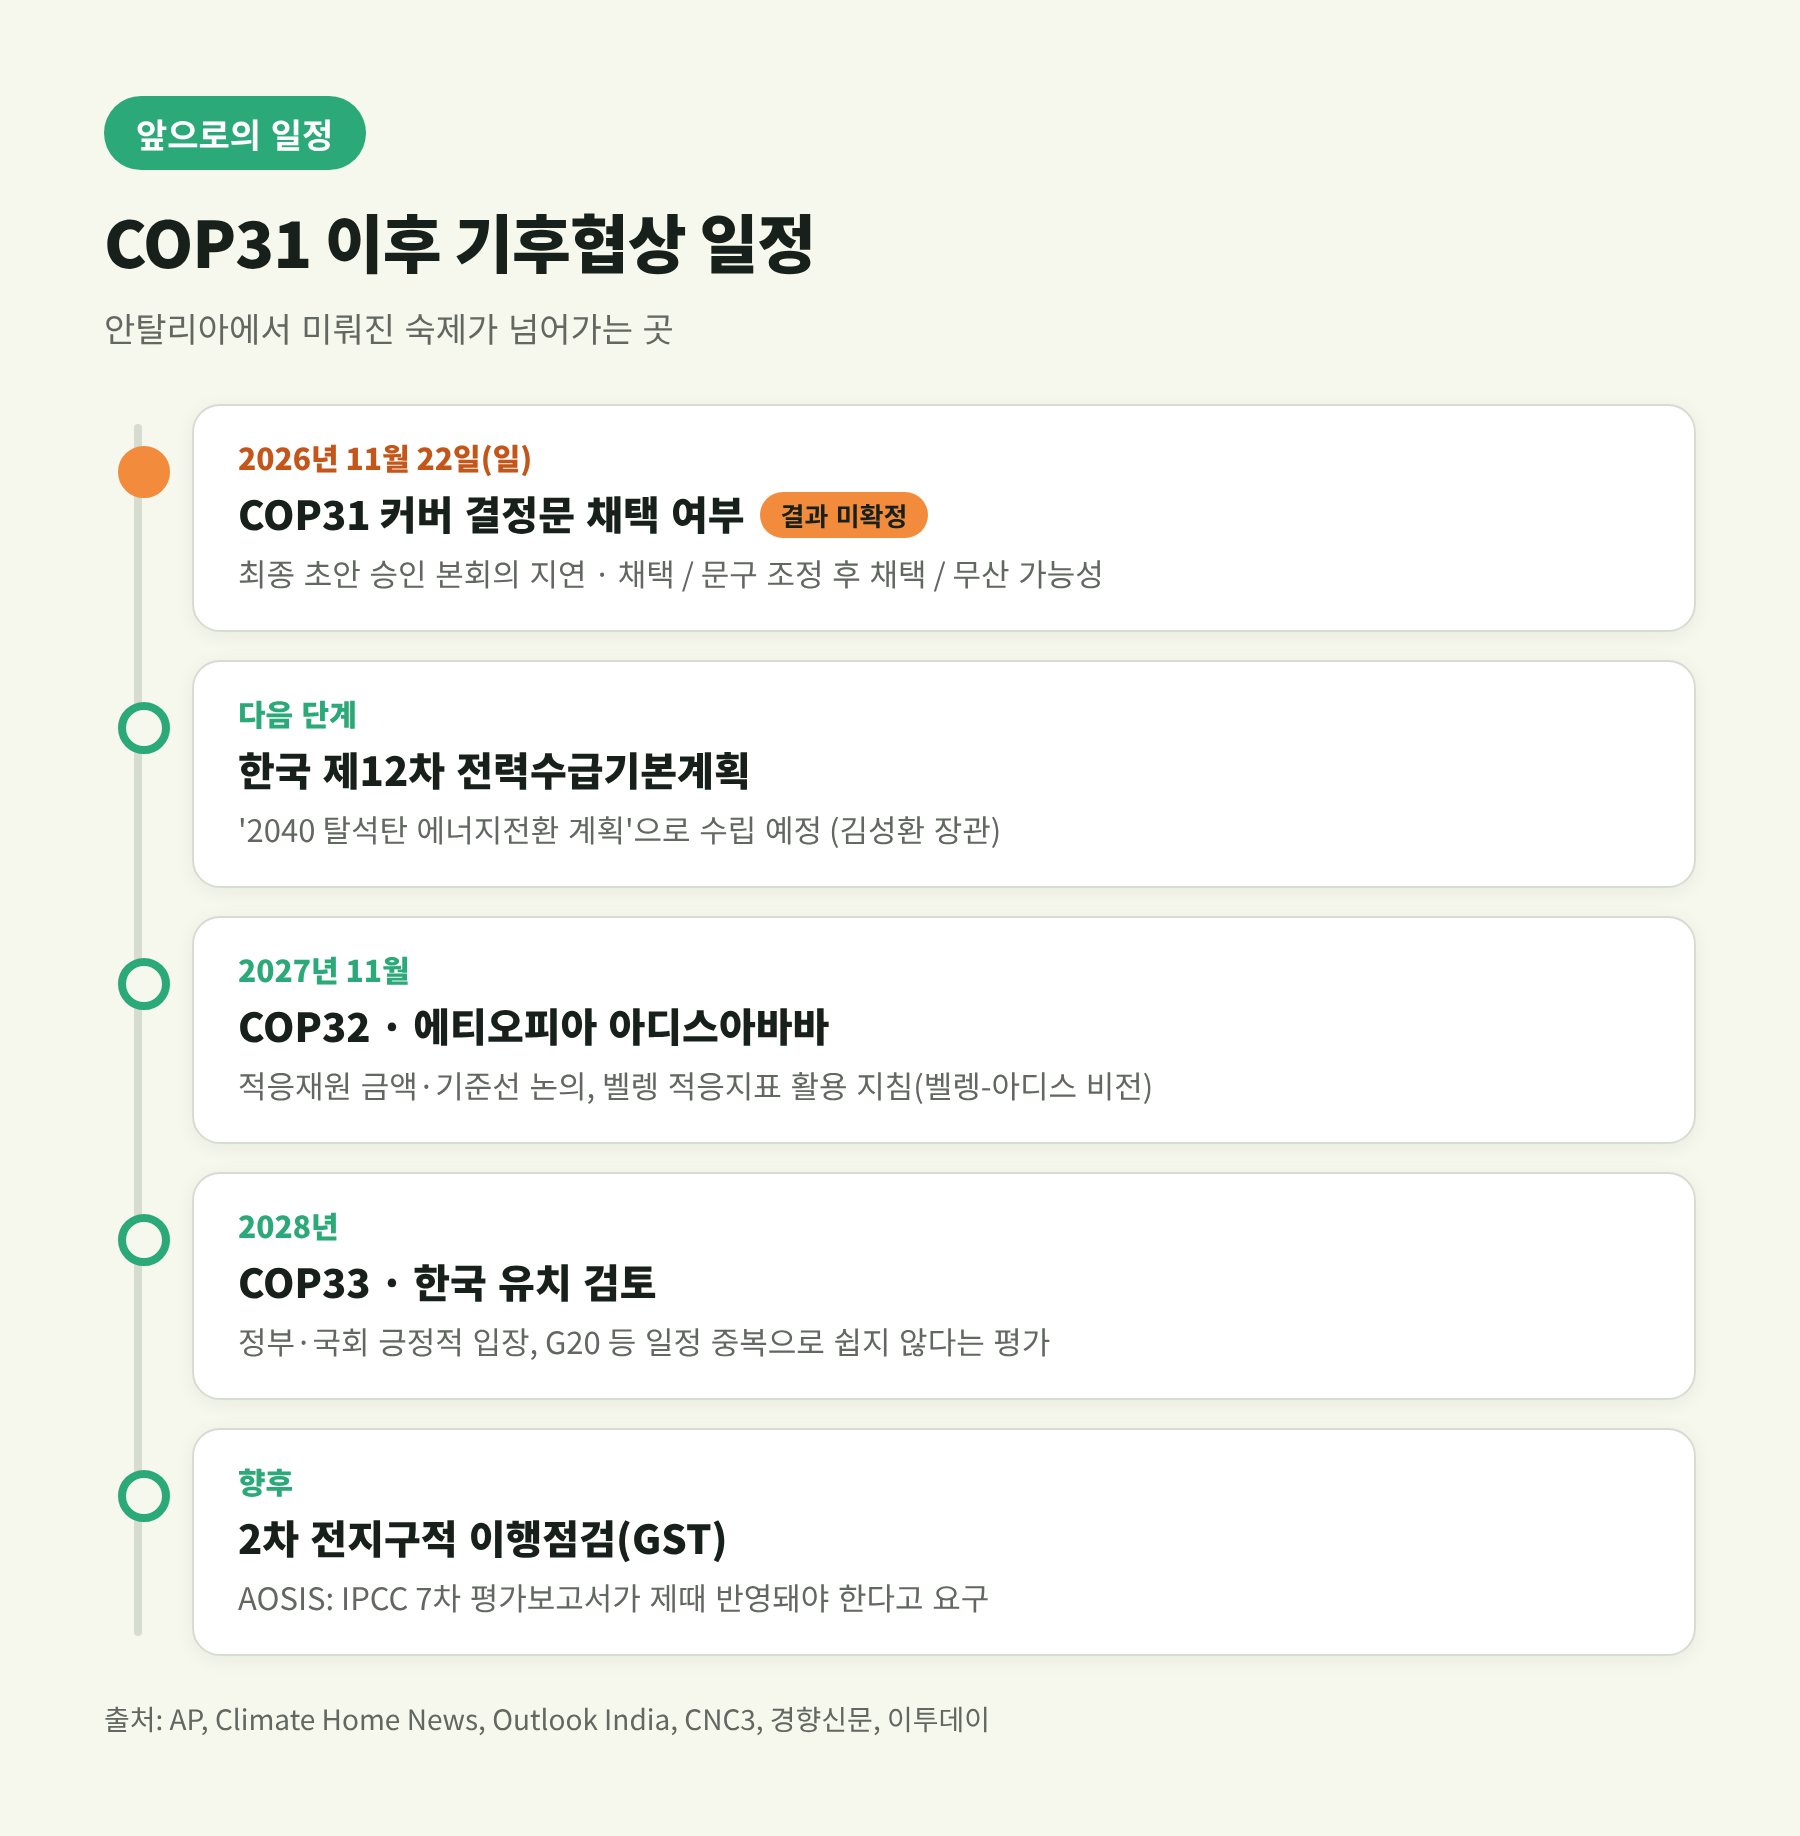 앞으로의 일정
COP31 이후 기후협상 일정
안탈리아에서 미뤄진 숙제가 넘어가는 곳
2026년 11월 22일(일)
COP31 커버 결정문 채택 여부 결과 미확정
최종 초안 승인 본회의 지연 · 채택 / 문구 조정 후 채택 / 무산 가능성
다음 단계
한국 제12차 전력수급기본계획
'2040 탈석탄 에너지전환 계획'으로 수립 예정 (김성환 장관)
2027년 11월
COP32 · 에티오피아 아디스아바바
적응재원 금액·기준선 논의, 벨렝 적응지표 활용 지침(벨렝-아디스 비전)
2028년
COP33 · 한국 유치 검토
정부·국회 긍정적 입장, G20 등 일정 중복으로 쉽지 않다는 평가
향후
2차 전지구적 이행점검(GST)
AOSIS: IPCC 7차 평가보고서가 제때 반영돼야 한다고 요구
출처: AP, Climate Home News, Outlook India, CNC3, 경향신문, 이투데이